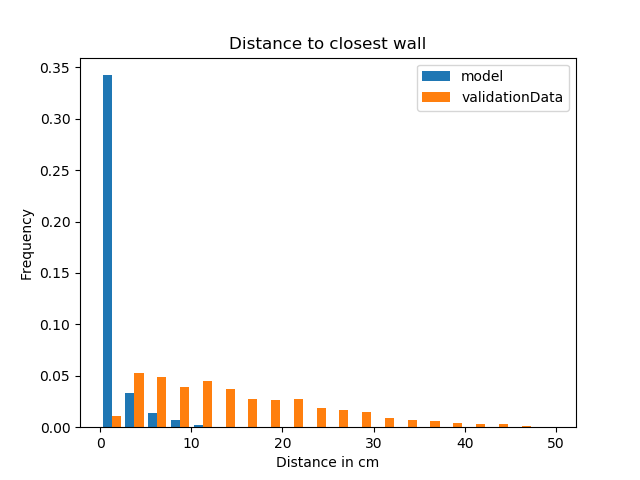 Distance to closest wall
model
validationData
0.35
0.30
0.25
0.20
0.15
0.10
0.05
0.00
Frequency
0 10 20 30 40 50
Distance in cm